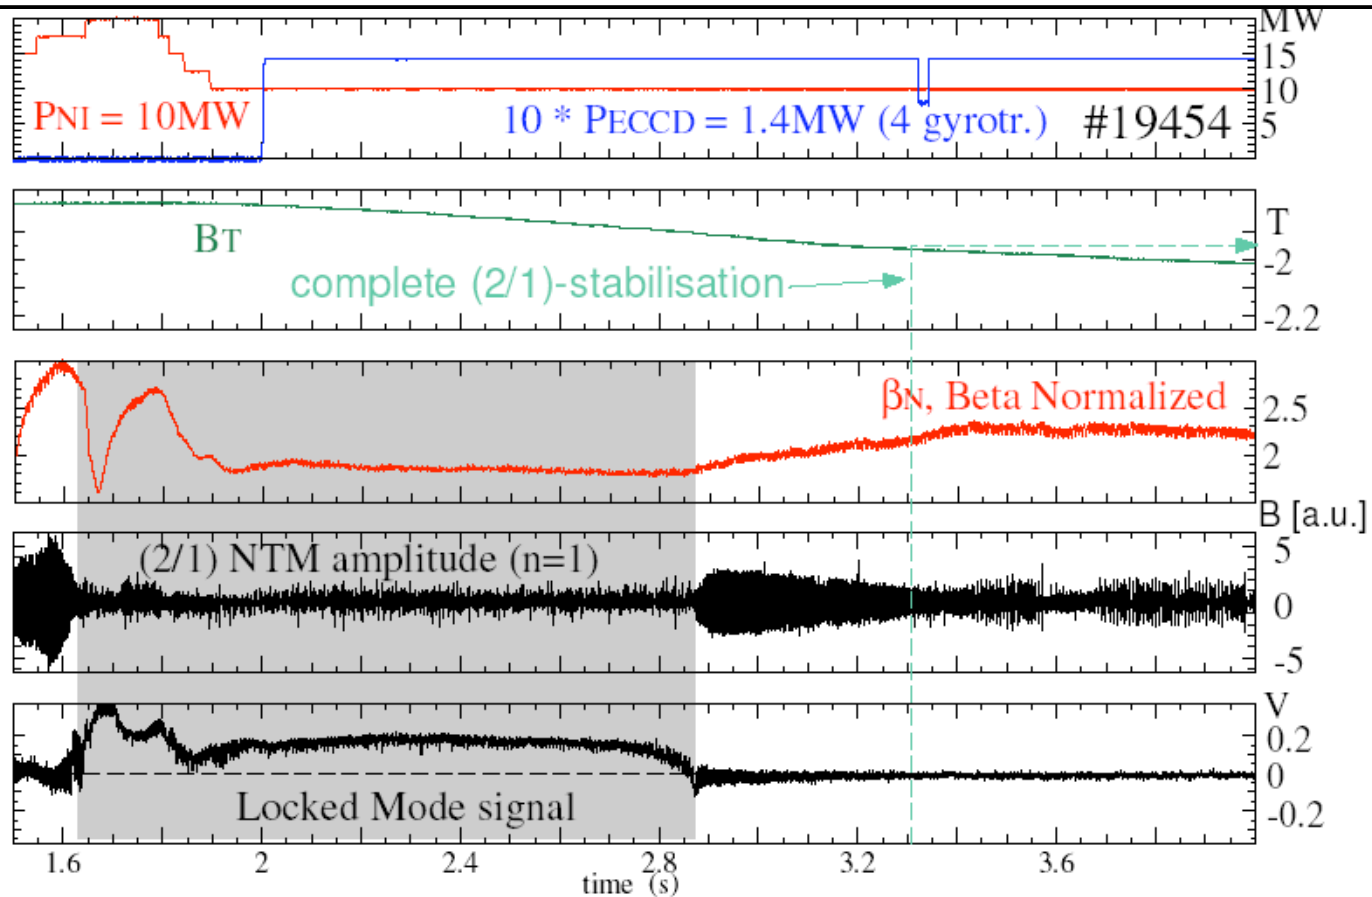 MW
15
10
5
PNI = 10MW
10 * PECCD = 1.4MW (4 gyrotr.)
#19454
BT
T
-2
-2.2
complete (2/1)-stabilisation
βN, Beta Normalized
2.5
2
B [a.u.]
(2/1) NTM amplitude (n=1)
5
0
-5
V
0.2
0
-0.2
Locked Mode signal
1.6 2 2.4 2.8 3.2 3.6
time (s)